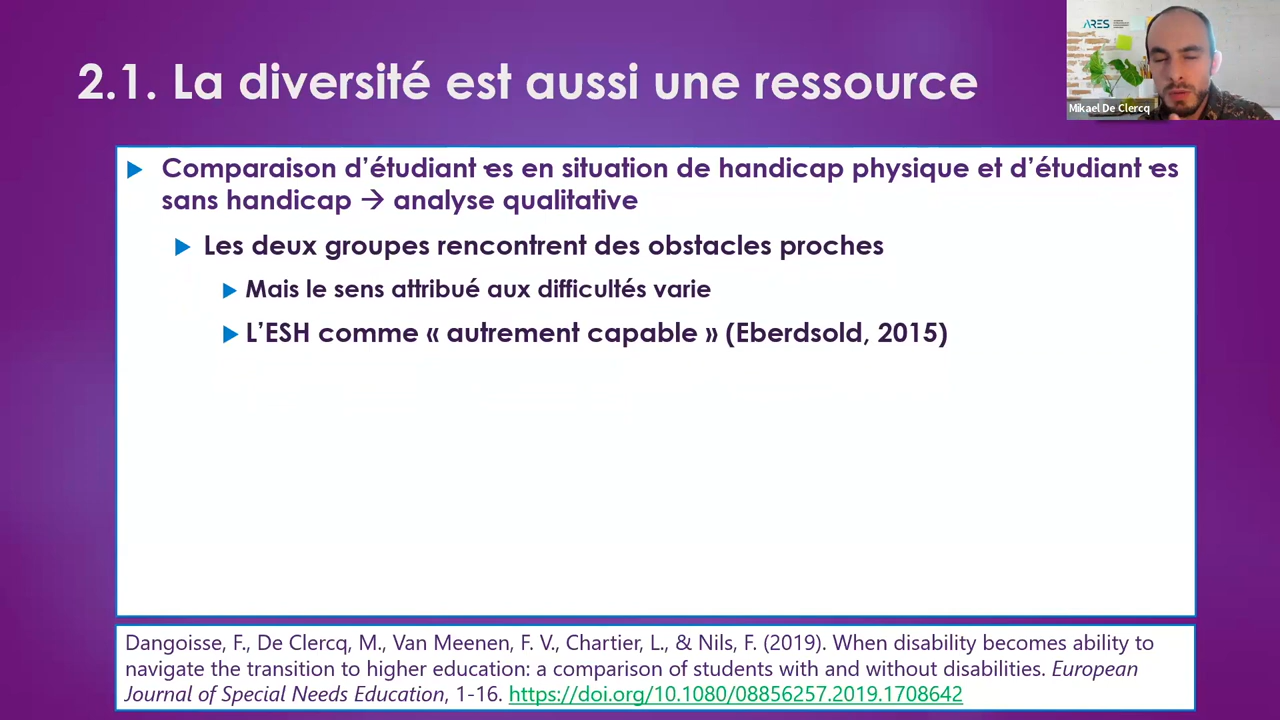 2.1. La diversité est aussi une ressource
ARES
Mikael De Clercq
Comparaison d’étudiant·es en situation de handicap physique et d’étudiant·es
sans handicap → analyse qualitative
Les deux groupes rencontrent des obstacles proches
Mais le sens attribué aux difficultés varie
L’ESH comme « autrement capable » (Eberdsold, 2015)
Dangoisse, F., De Clercq, M., Van Meenen, F. V., Chartier, L., & Nils, F. (2019). When disability becomes ability to
navigate the transition to higher education: a comparison of students with and without disabilities. European
Journal of Special Needs Education, 1-16. https://doi.org/10.1080/08856257.2019.1708642